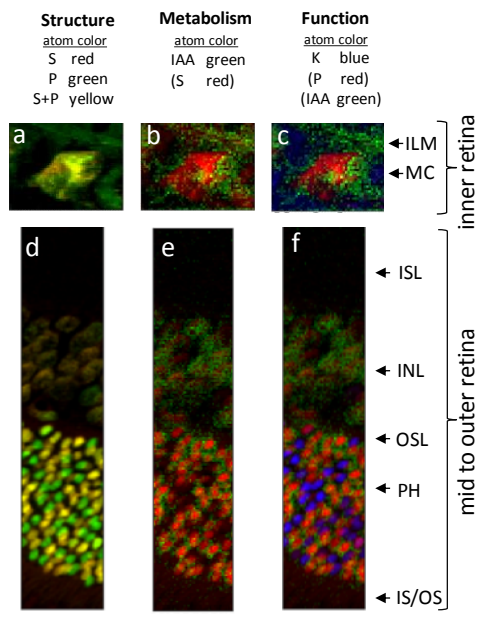 Structure
Metabolism
Function
atom color
S red
P green
S+P yellow
atom color
IAA green
(S red)
atom color
K blue
(P red)
(IAA green)
a
b
c
ILM
MC
inner retina
d
e
f
ISL
INL
OSL
PH
IS/OS
mid to outer retina